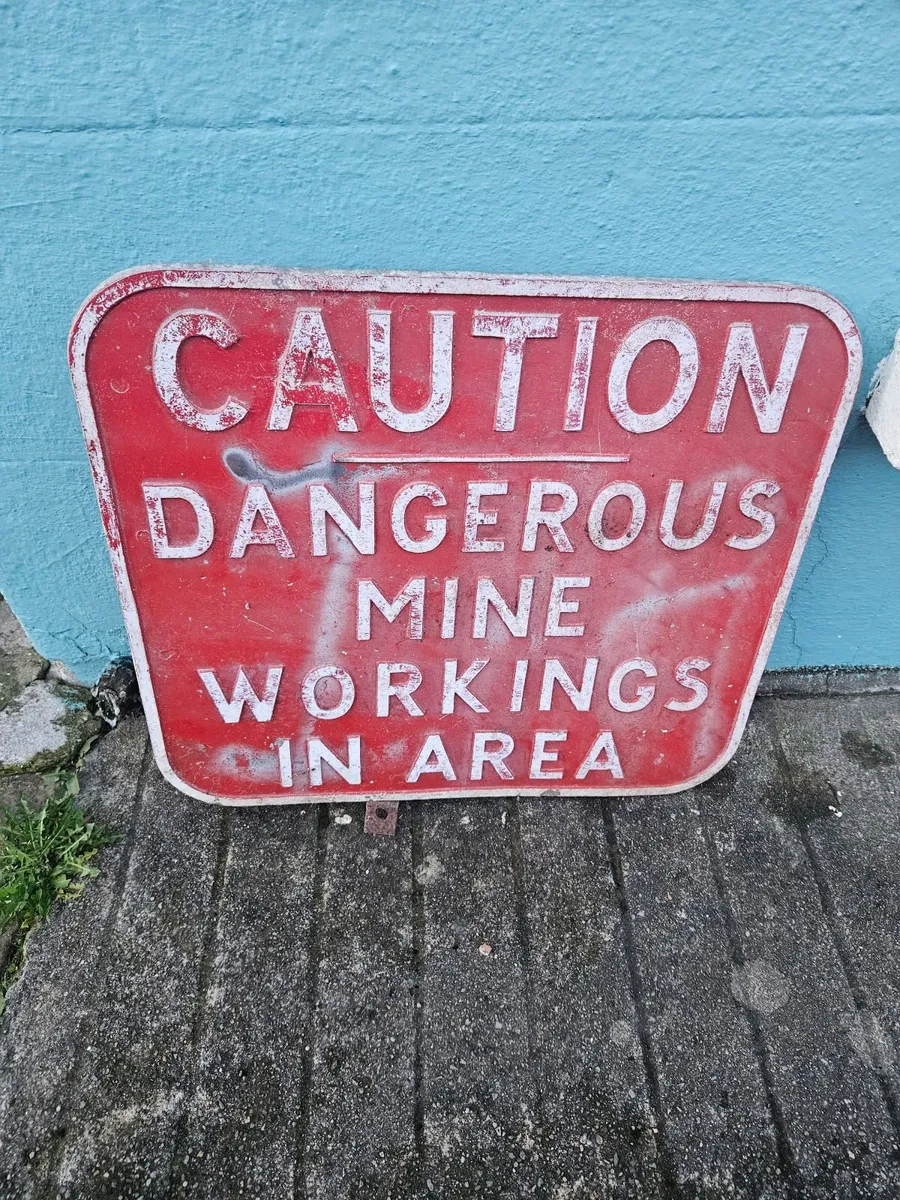 CAUTION
DANGEROUS
MINE
WORKINGS
IN AREA